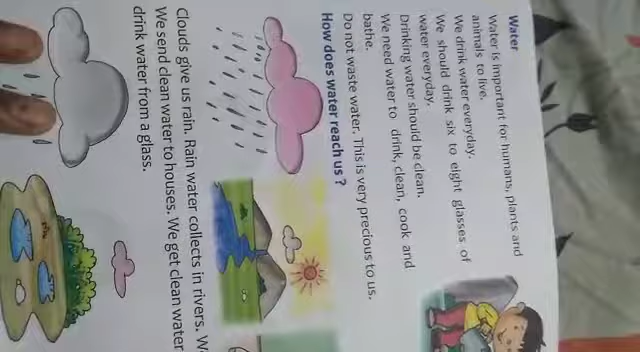 Water
Water is important for humans, plants and
animals to live.
We drink water everyday.
We should drink six to eight glasses of
water everyday.
Drinking water should be clean.
We need water to drink, clean, cook and
bathe.
Do not waste water. This is very precious to us.
How does water reach us ?
Clouds give us rain. Rain water collects in rivers.
We send clean water to houses. We get clean water
drink water from a glass.